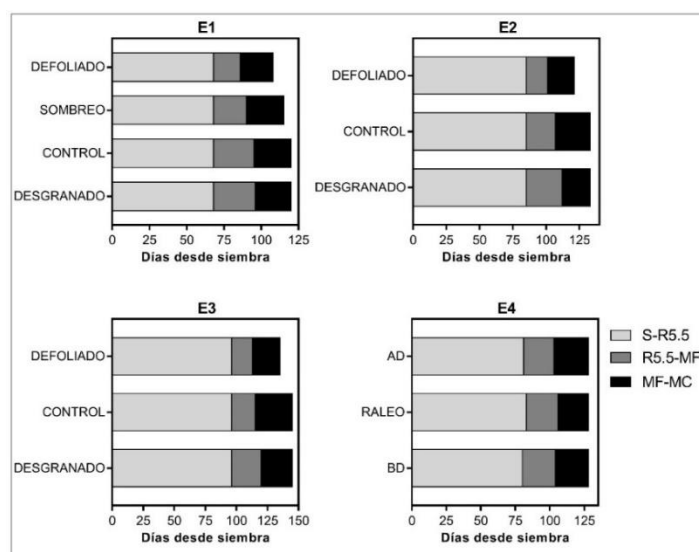 E1
DEFOLIADO
SOMBREO
CONTROL
DESGRANADO
0 25 50 75 100 125
Días desde siembra
E2
DEFOLIADO
CONTROL
DESGRANADO
0 25 50 75 100 125
Días desde siembra
E3
DEFOLIADO
CONTROL
DESGRANADO
0 25 50 75 100 125 150
Días desde siembra
E4
AD
RALEO
BD
0 25 50 75 100 125
Días desde siembra
S-R5.5
R5.5-MF
MF-MC